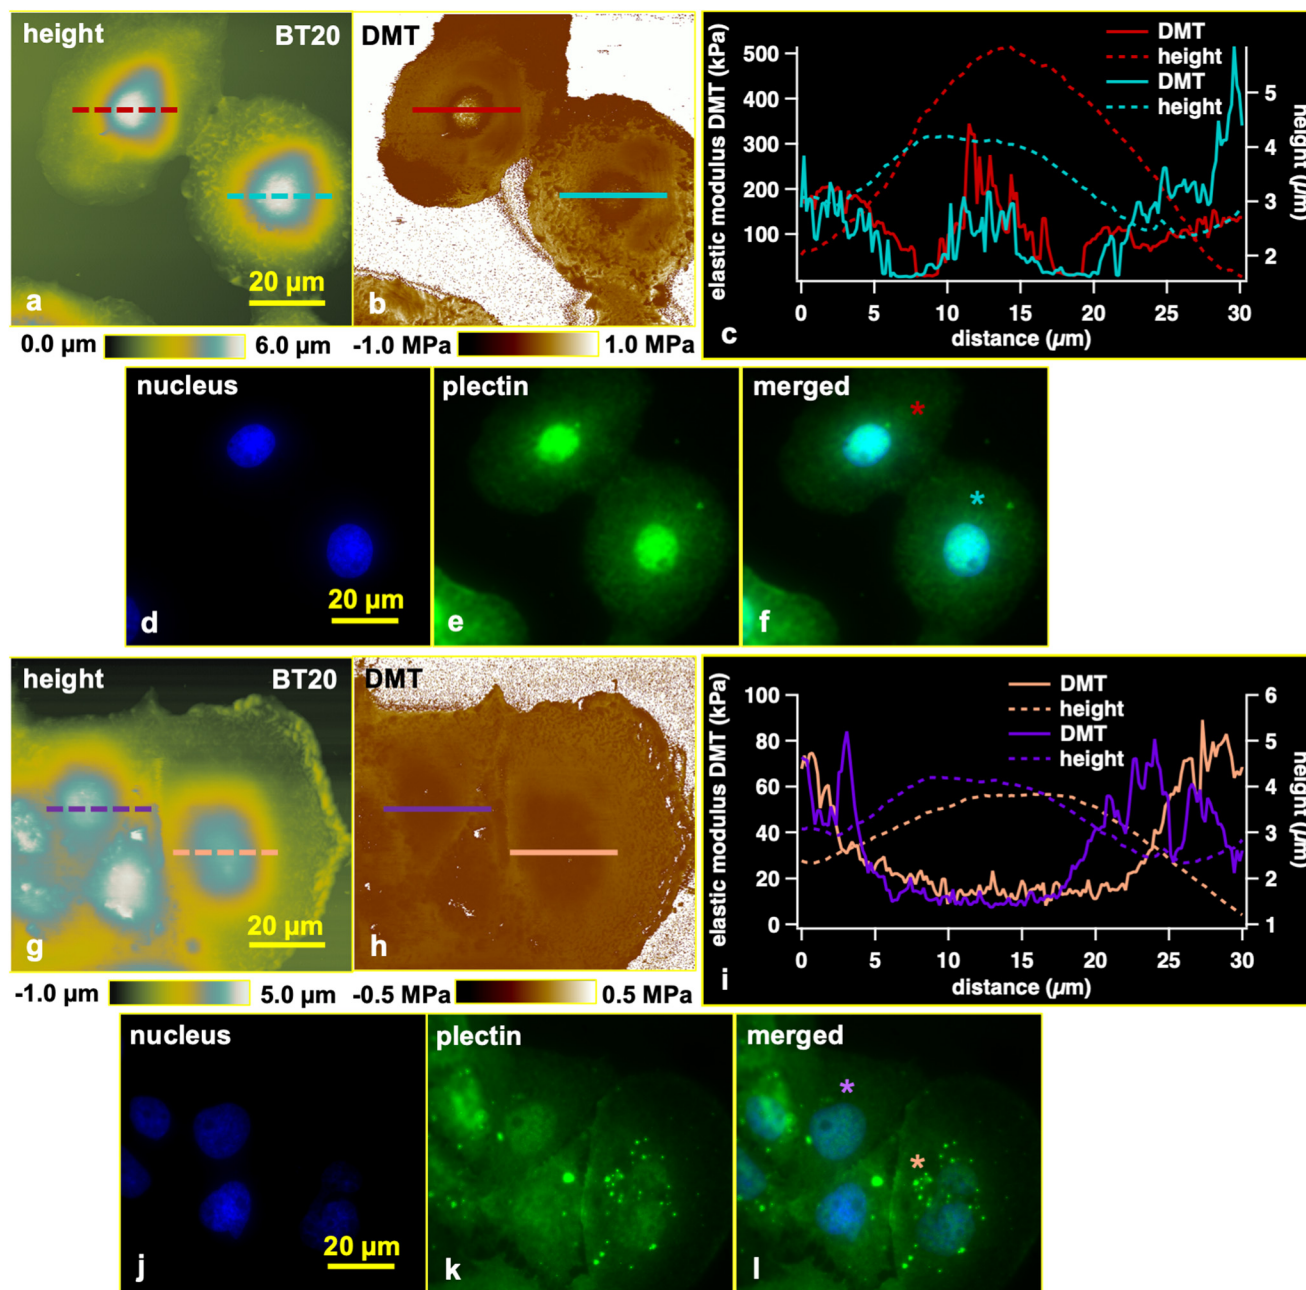 height BT20
20 µm
a
DMT
b
0.0 µm 6.0 µm
-1.0 MPa 1.0 MPa
elastic modulus DMT (kPa)
500
400
300
200
100
DMT
height
DMT
height
5
4
3
2
height (µm)
0 5 10 15 20 25 30
distance (µm)
c
nucleus
20 µm
d
plectin
e
merged
*
*
f
height BT20
20 µm
g
DMT
h
-1.0 µm 5.0 µm
-0.5 MPa 0.5 MPa
elastic modulus DMT (kPa)
100
80
60
40
20
0
DMT
height
DMT
height
6
5
4
3
2
1
height (µm)
0 5 10 15 20 25 30
distance (µm)
i
nucleus
20 µm
j
plectin
k
merged
*
*
l